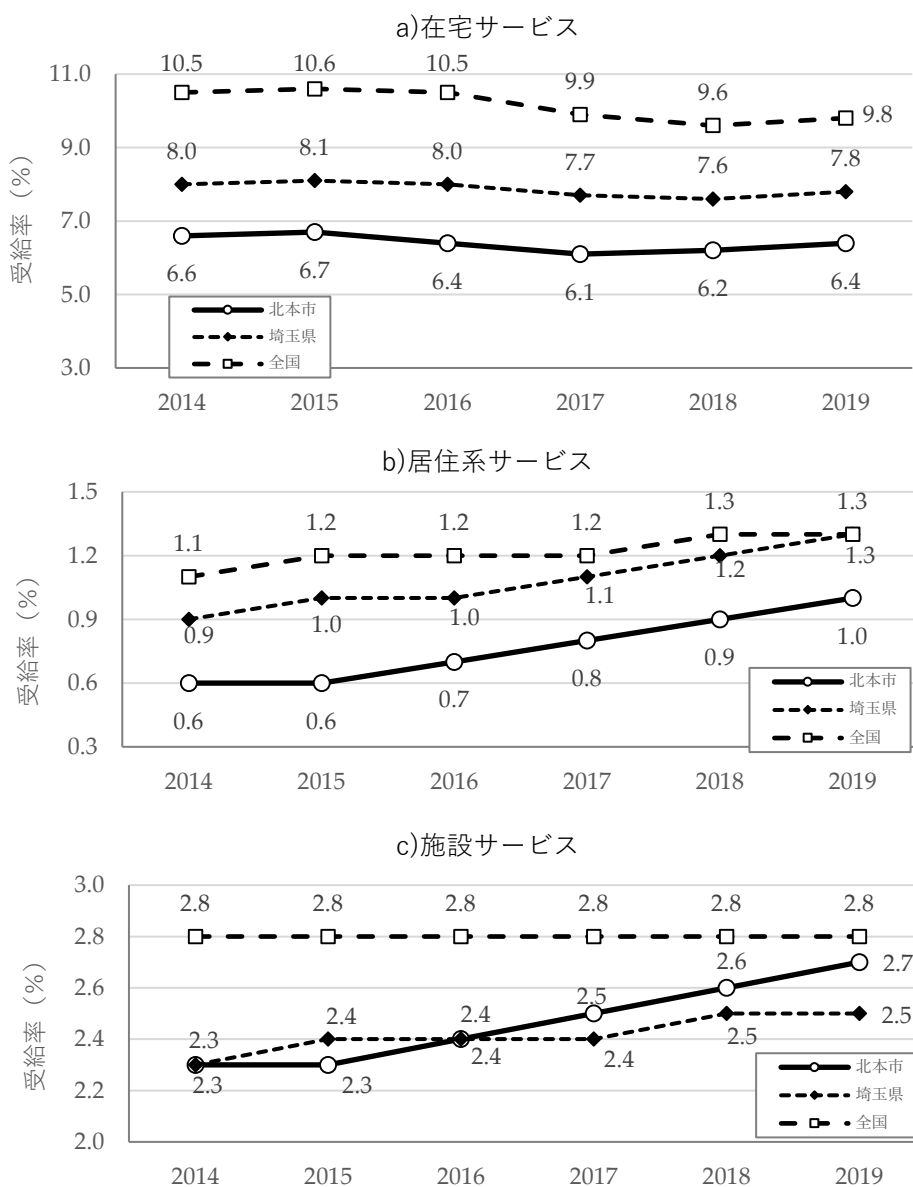 a)在宅サービス
受給率（%）
11.0
9.0
7.0
5.0
3.0
10.5 10.6 10.5 9.9 9.6 9.8
8.0 8.1 8.0 7.7 7.6 7.8
6.6 6.7 6.4 6.1 6.2 6.4
北本市
埼玉県
全国
2014 2015 2016 2017 2018 2019
b)居住系サービス
受給率（%）
1.5
1.2
0.9
0.6
0.3
1.1 1.2 1.2 1.2 1.3 1.3
0.9 1.0 1.0 1.1 1.2 1.3
0.6 0.6 0.7 0.8 0.9 1.0
北本市
埼玉県
全国
2014 2015 2016 2017 2018 2019
c)施設サービス
受給率（%）
3.0
2.8
2.6
2.4
2.2
2.0
2.8 2.8 2.8 2.8 2.8 2.8
2.3 2.4 2.4 2.5 2.6 2.7
2.3 2.3 2.4 2.4 2.5 2.5
北本市
埼玉県
全国
2014 2015 2016 2017 2018 2019